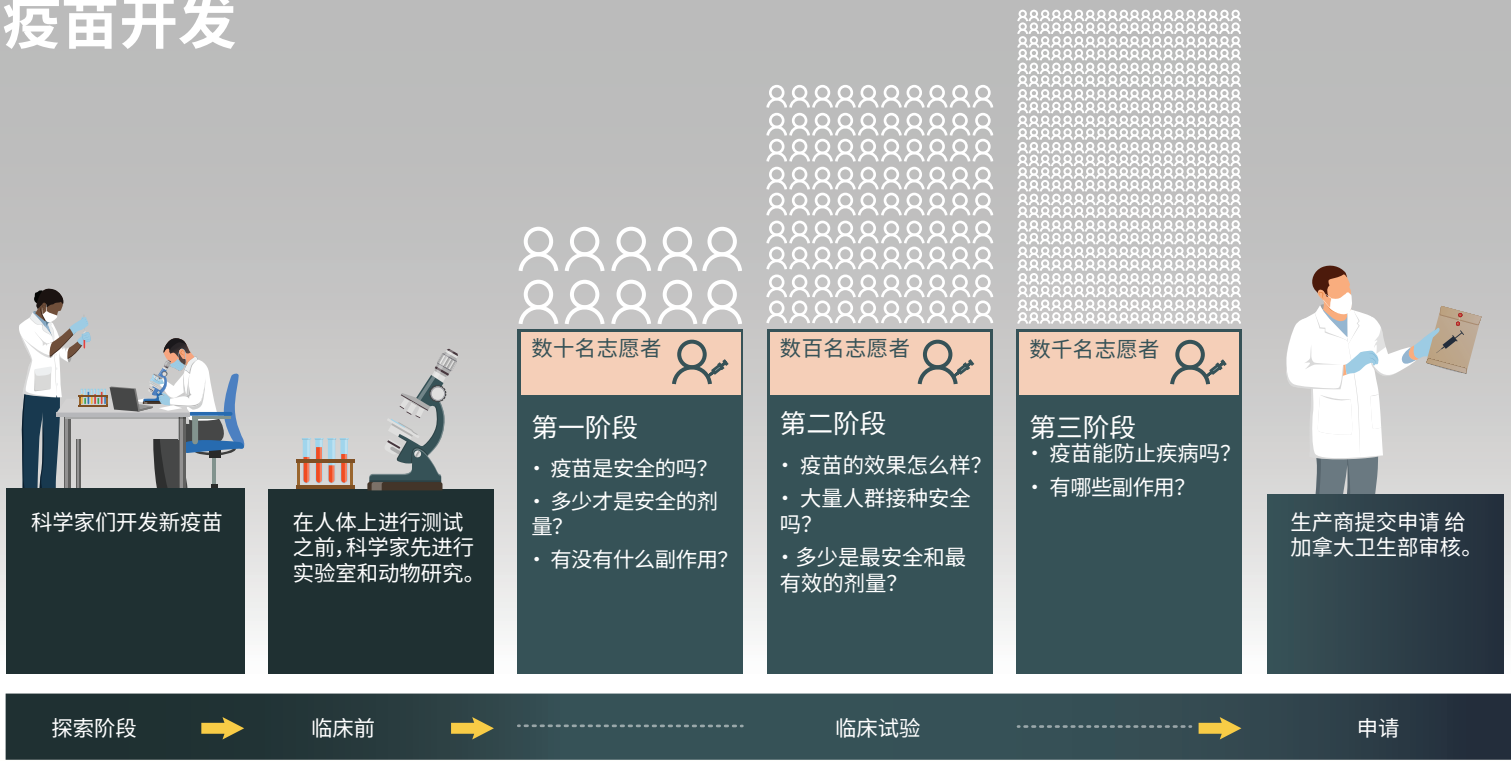 疫苗开发
科学家们开发新疫苗
在人体上进行测试
之前，科学家先进行
实验室和动物研究。
数十名志愿者
第一阶段
• 疫苗是安全的吗？
• 多少才是安全的剂
量？
• 有没有什么副作用？
数百名志愿者
第二阶段
• 疫苗的效果怎么样？
• 大量人群接种安全
吗？
• 多少是最安全和最
有效的剂量？
数千名志愿者
第三阶段
• 疫苗能防止疾病吗？
• 有哪些副作用？
生产商提交申请 给
加拿大卫生部审核。
探索阶段
临床前
临床试验
申请